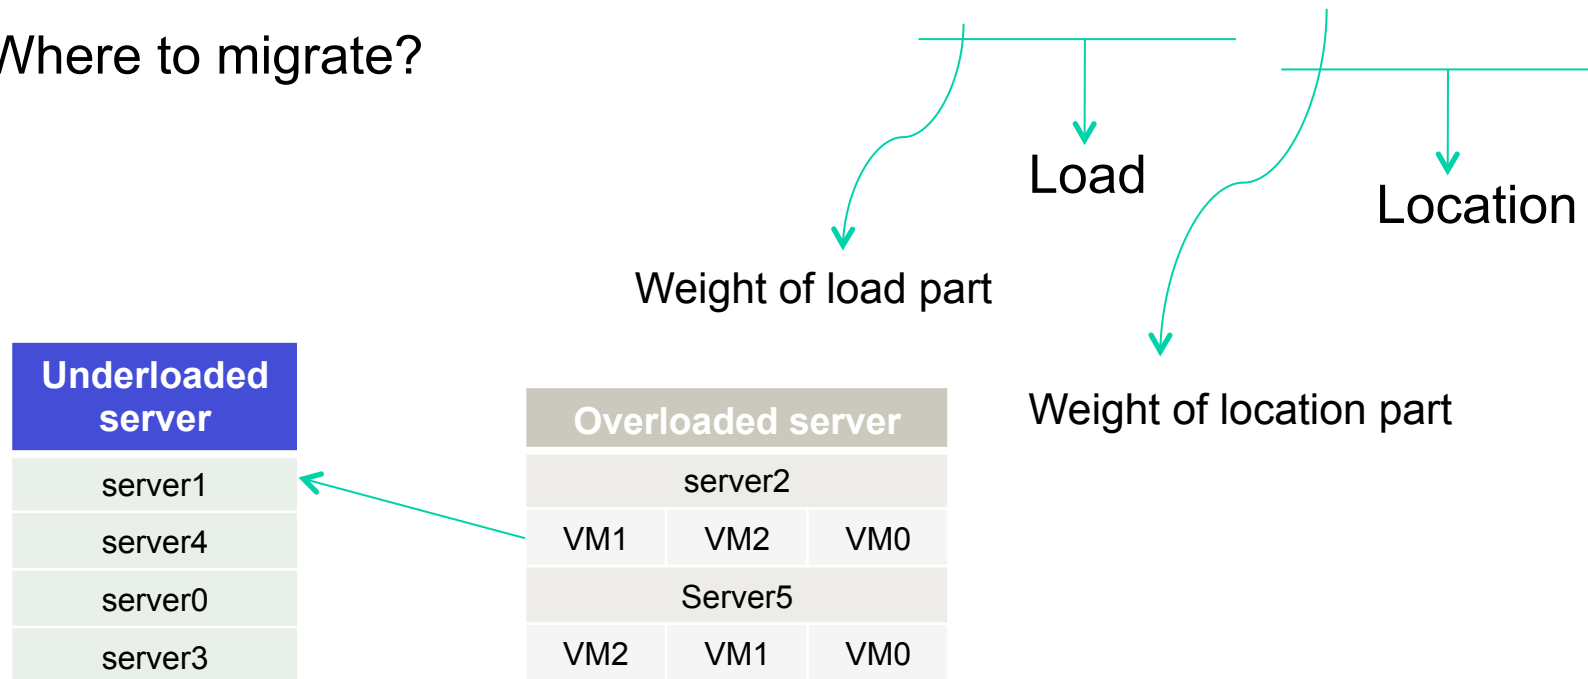 Where to migrate?
Load
Location
Weight of load part
Weight of location part
Underloaded
server
server1
server4
server0
server3
Overloaded server
server2
VM1 VM2 VM0
Server5
VM2 VM1 VM0